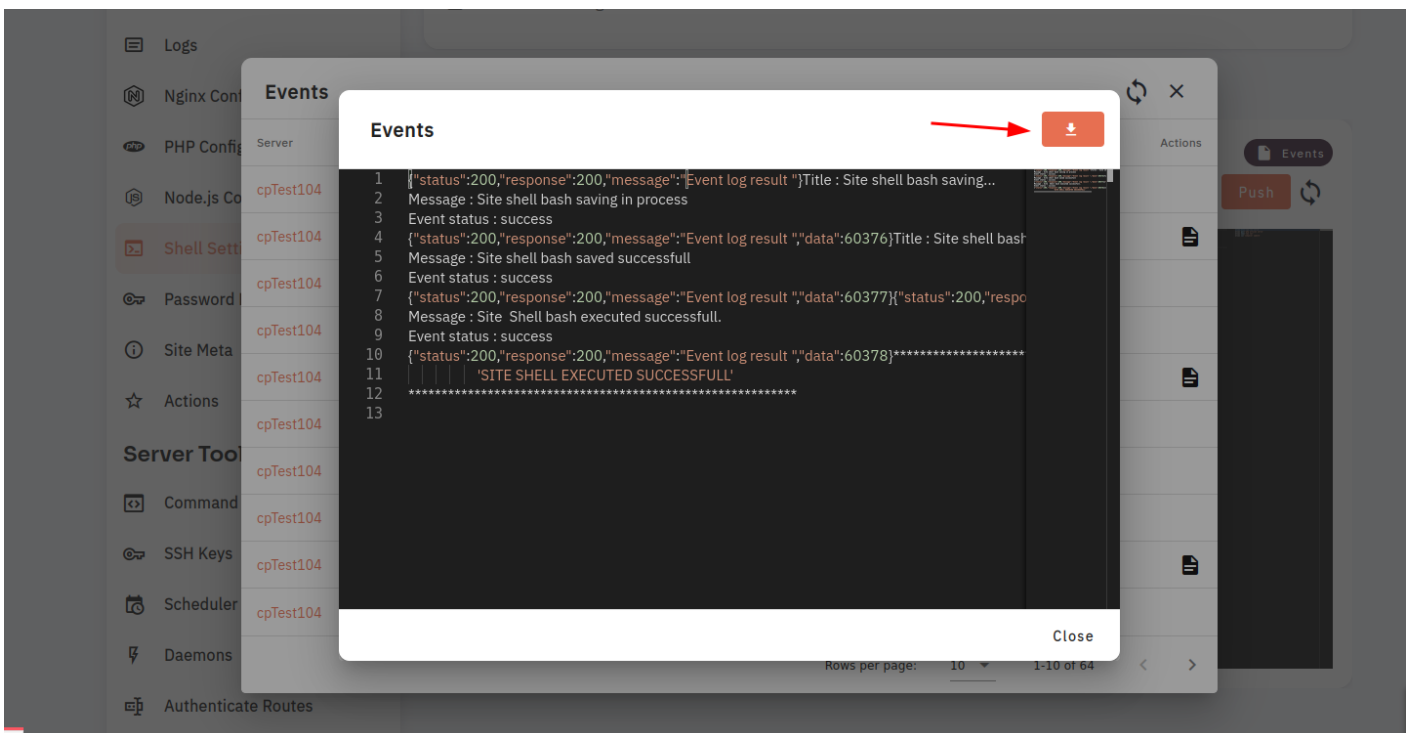 Logs
Nginx Conf
PHP Config
Node.js Co
Shell Sett
Password
Site Meta
Actions
Server Tool
Command
SSH Keys
Scheduler
Daemons
Authenticate Routes
Events
Server
Actions
cpTest104
cpTest104
cpTest104
cpTest104
cpTest104
cpTest104
cpTest104
cpTest104
cpTest104
cpTest104
Rows per page: 10 1-10 of 64
Events
Push
Events
1 {"status":200,"response":200,"message":"Event log result "}Title : Site shell bash saving...
2 Message : Site shell bash saving in process
3 Event status : success
4 {"status":200,"response":200,"message":"Event log result ","data":60376}Title : Site shell bash
5 Message : Site shell bash saved successfull
6 Event status : success
7 {"status":200,"response":200,"message":"Event log result ","data":60377}{"status":200,"respo
8 Message : Site  Shell bash executed successfull.
9 Event status : success
10 {"status":200,"response":200,"message":"Event log result ","data":60378}********************
11 'SITE SHELL EXECUTED SUCCESSFULL'
12 ***********************************************************
13
Close